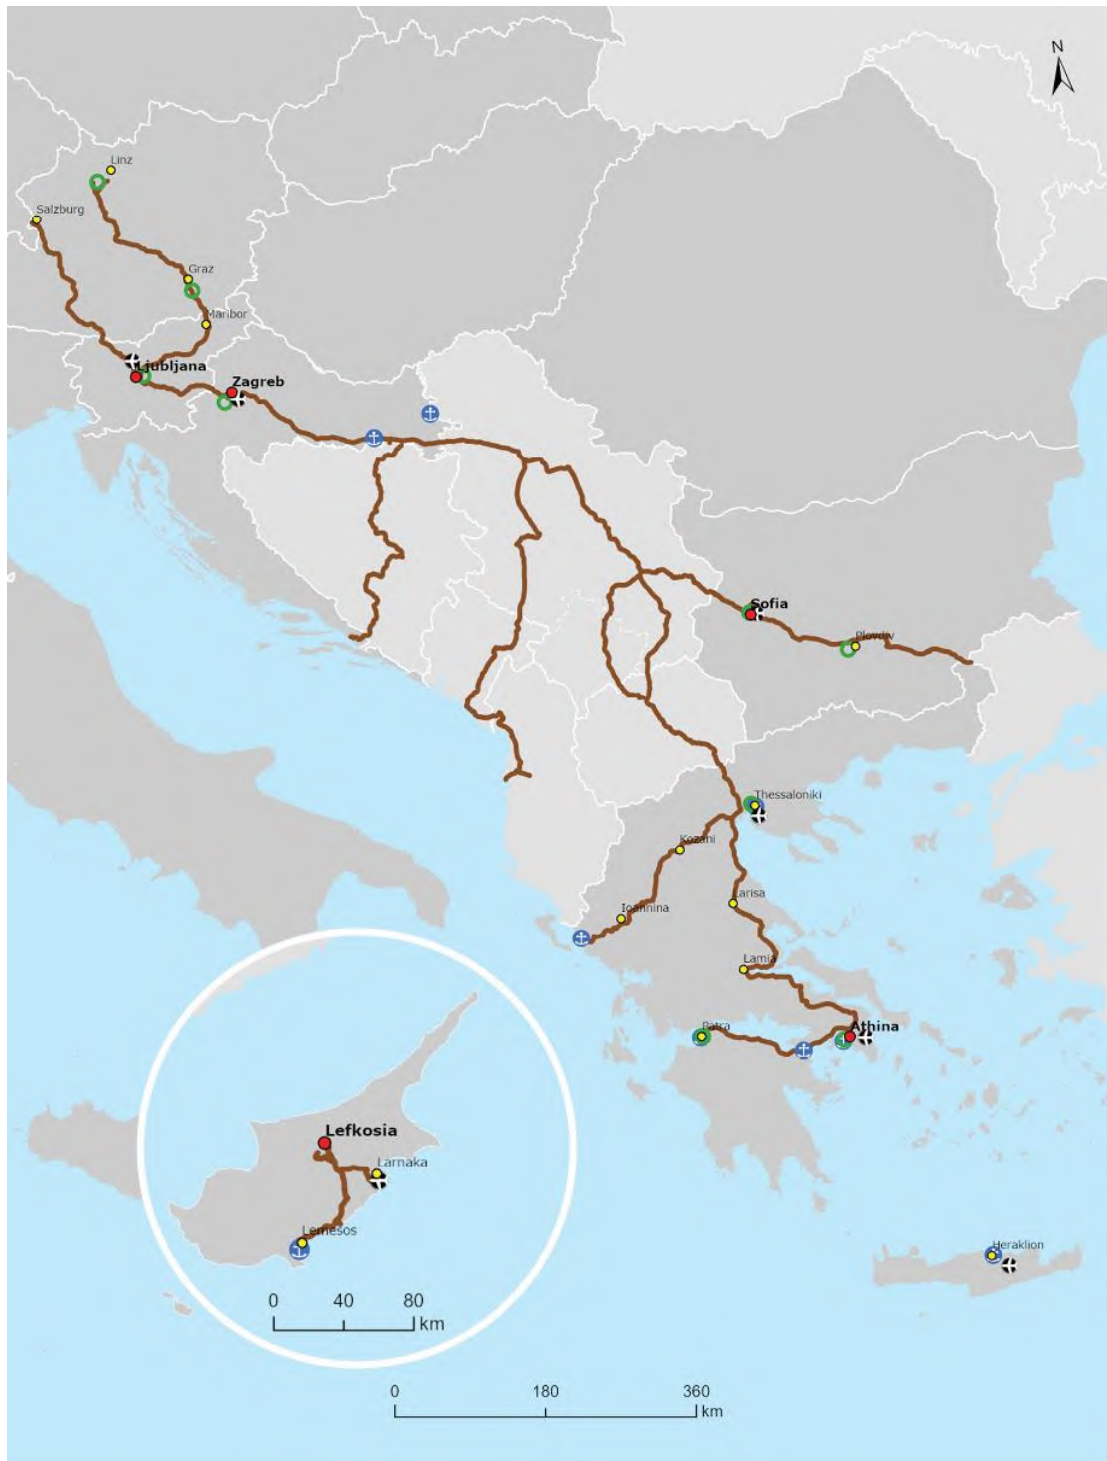 N
Linz
Salzburg
Graz
Maribor
Ljubljana
Zagreb
Sofia
Plovdiv
Thessaloniki
Kozani
Larisa
Ioannina
Lamia
Patra
Athina
Lefkosia
Larnaka
Lemesos
Heraklion
0 40 80
km
0 180 360
km